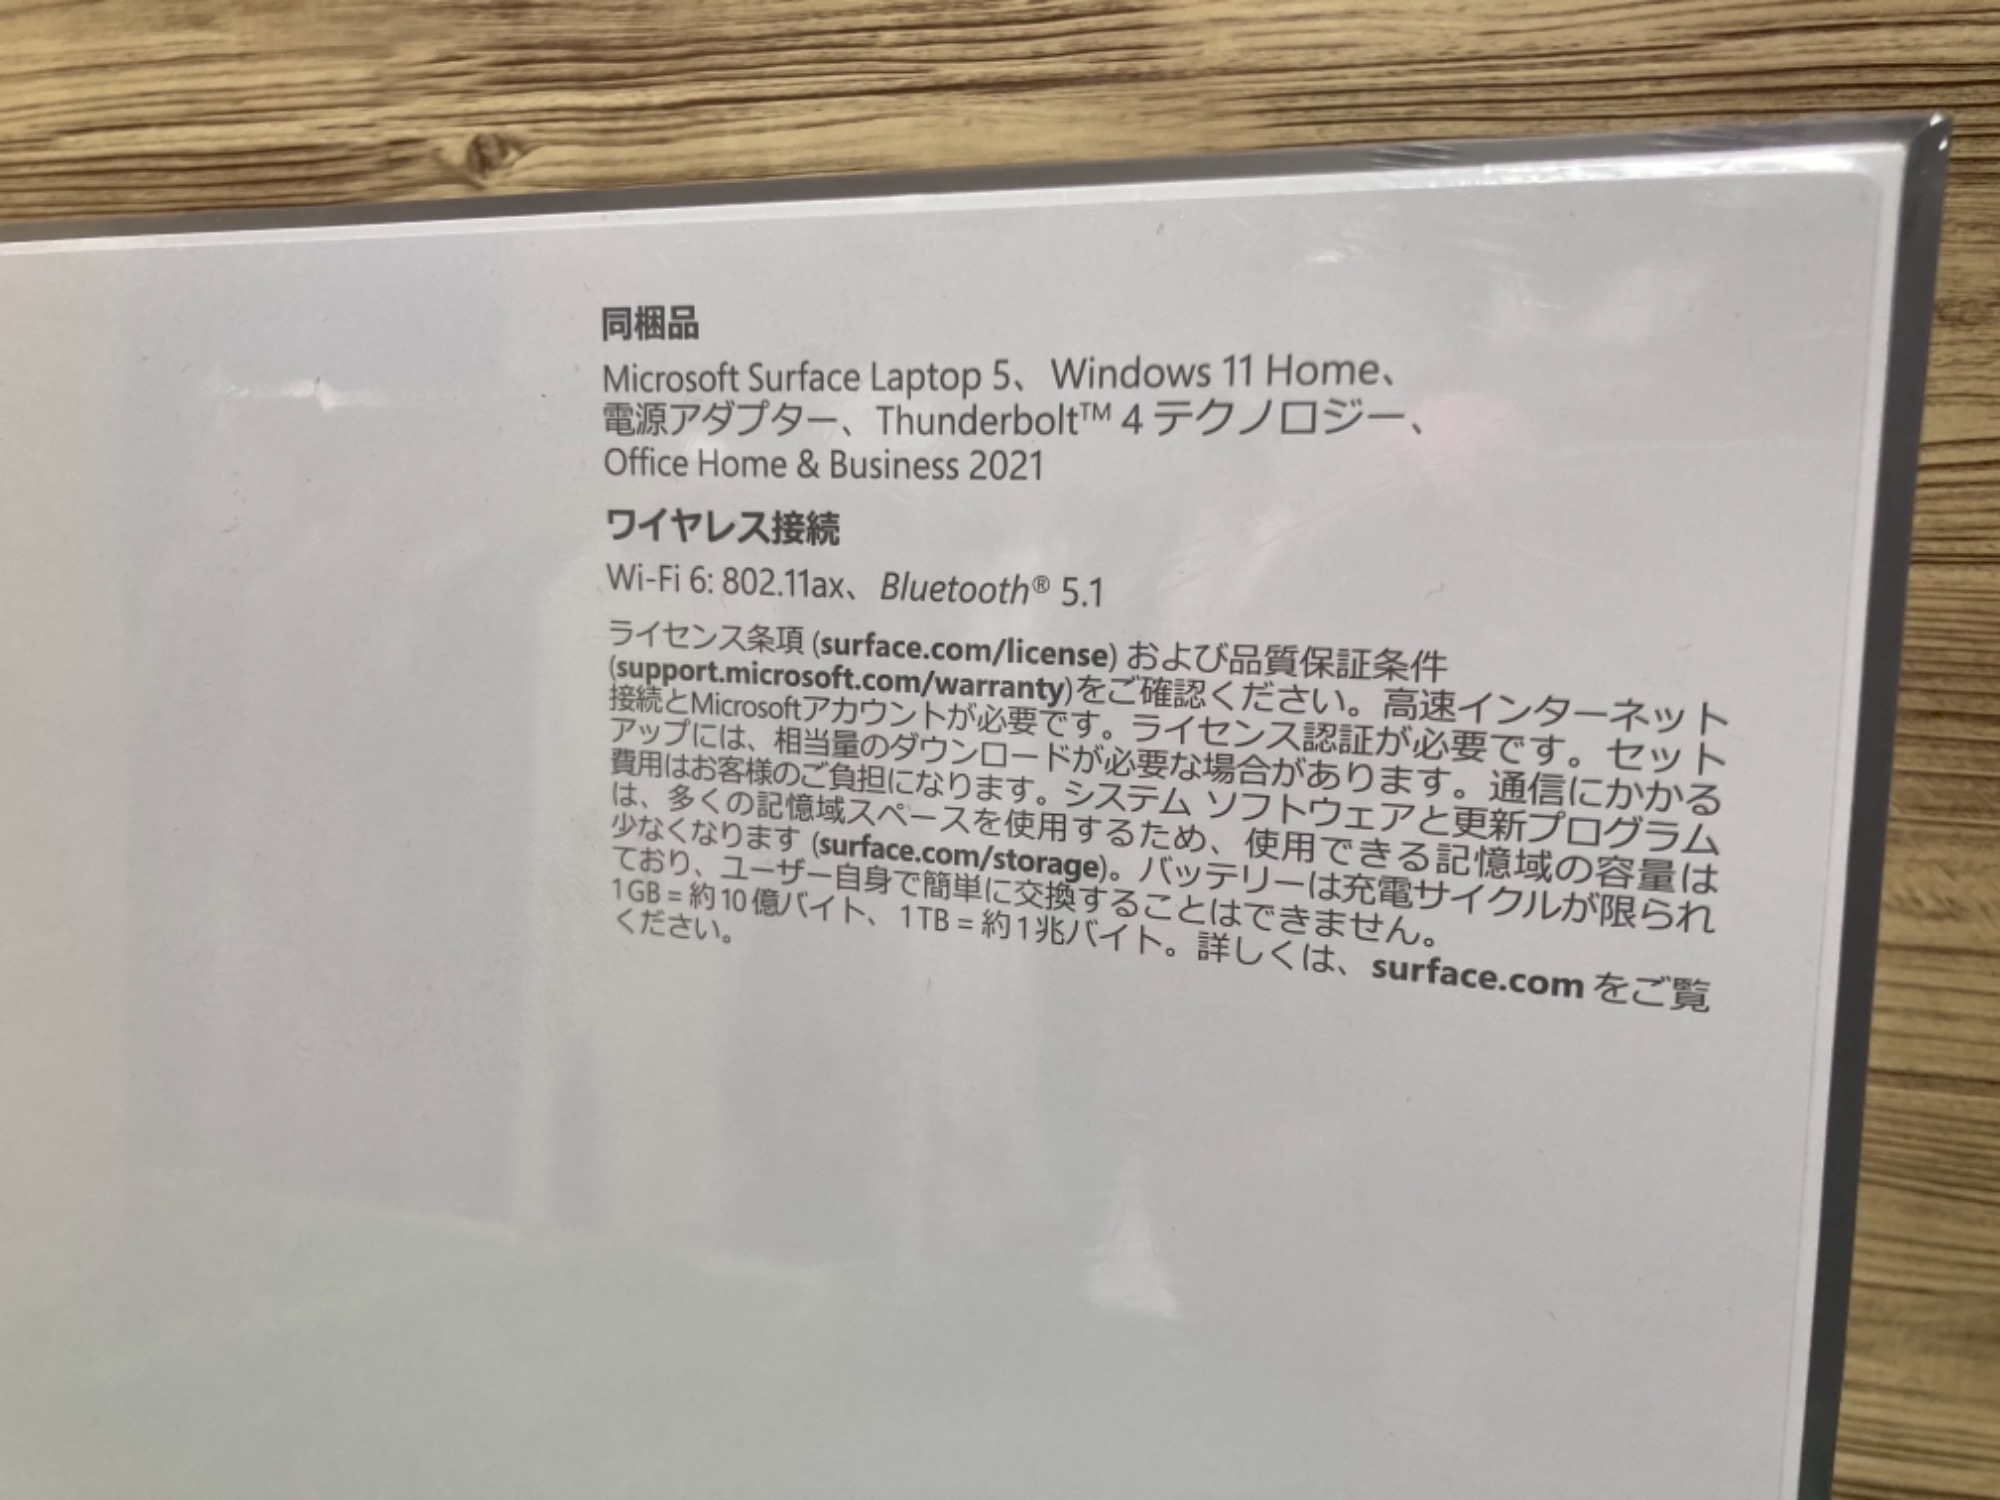 同梱品
Microsoft Surface Laptop 5、Windows 11 Home、
電源アダプター、Thunderbolt™ 4 テクノロジー、
Office Home & Business 2021
ワイヤレス接続
Wi-Fi 6: 802.11ax、Bluetooth® 5.1
ライセンス条項 (surface.com/license) および品質保証条件
(support.microsoft.com/warranty)をご確認ください。高速インターネット
接続とMicrosoftアカウントが必要です。ライセンス認証が必要です。セット
アップには、相当量のダウンロードが必要な場合があります。通信にかかる
費用はお客様のご負担になります。システム ソフトウェアと更新プログラム
は、多くの記憶域スペースを使用するため、使用できる記憶域の容量は
少なくなります (surface.com/storage)。バッテリーは充電サイクルが限られ
ており、ユーザー自身で簡単に交換することはできません。
1GB = 約10億バイト、1TB = 約1兆バイト。詳しくは、surface.com をご覧
ください。